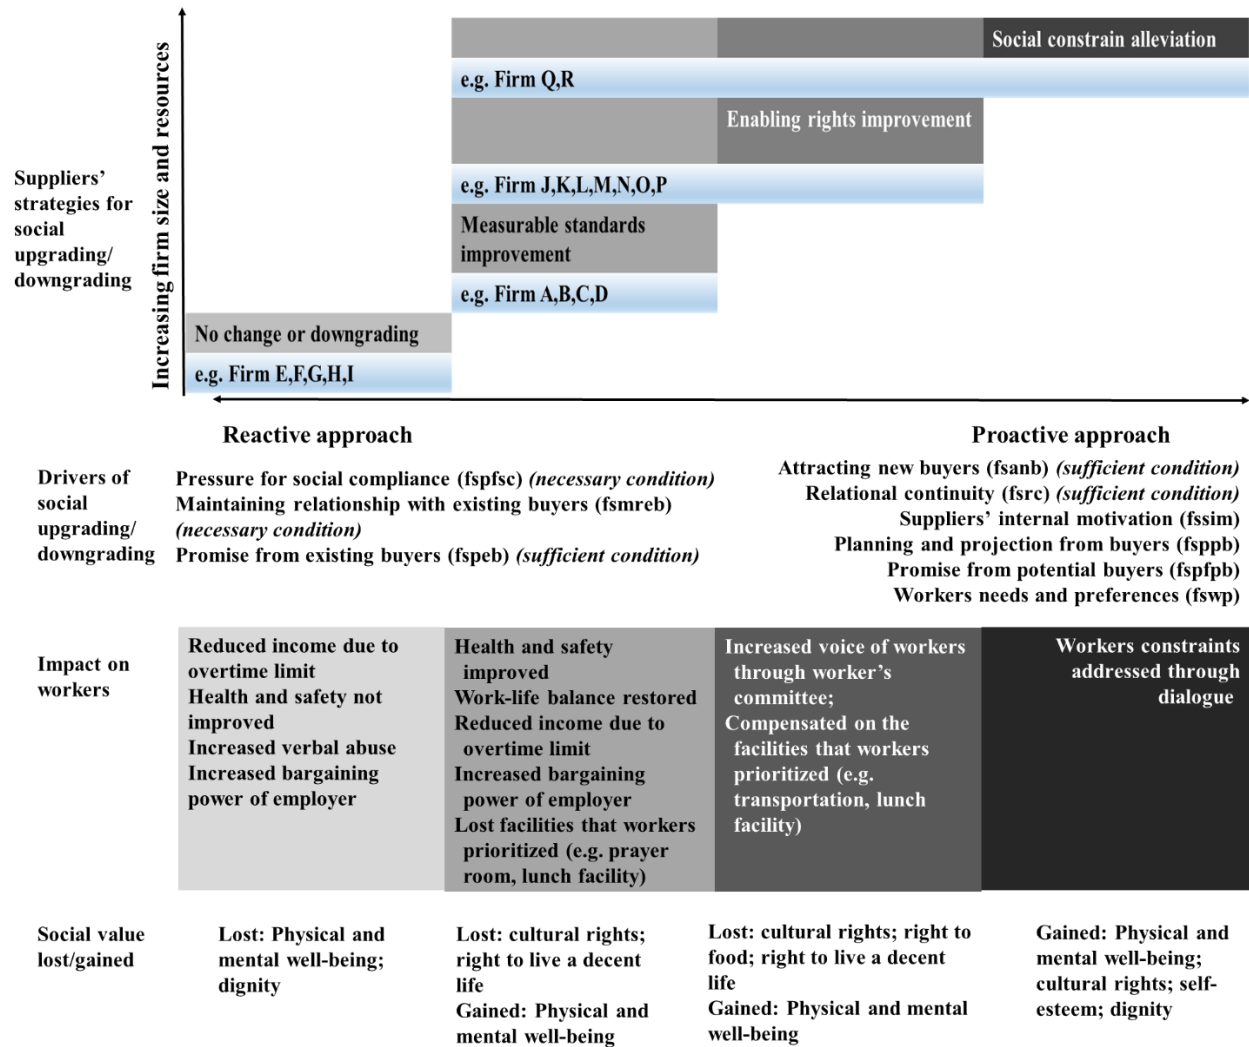 Social constrain alleviation
e.g. Firm Q,R
Enabling rights improvement
e.g. Firm J,K,L,M,N,O,P
Measurable standards
improvement
e.g. Firm A,B,C,D
No change or downgrading
e.g. Firm E,F,G,H,I
Increasing firm size and resources
Suppliers'
strategies for
social
upgrading/
downgrading
Reactive approach
Proactive approach
Drivers of
social
upgrading/
downgrading
Pressure for social compliance (fspfsc) (necessary condition)
Maintaining relationship with existing buyers (fsmreb)
(necessary condition)
Promise from existing buyers (fspeb) (sufficient condition)
Attracting new buyers (fsanb) (sufficient condition)
Relational continuity (fsrc) (sufficient condition)
Suppliers' internal motivation (fssim)
Planning and projection from buyers (fsppb)
Promise from potential buyers (fspfpb)
Workers needs and preferences (fswp)
Impact on
workers
Reduced income due to
overtime limit
Health and safety not
improved
Increased verbal abuse
Increased bargaining
power of employer
Health and safety
improved
Work-life balance restored
Reduced income due to
overtime limit
Increased bargaining
power of employer
Lost facilities that workers
prioritized (e.g. prayer
room, lunch facility)
Increased voice of workers
through worker's
committee;
Compensated on the
facilities that workers
prioritized (e.g.
transportation, lunch
facility)
Workers constraints
addressed through
dialogue
Social value
lost/gained
Lost: Physical and
mental well-being;
dignity
Lost: cultural rights;
right to live a decent
life
Gained: Physical and
mental well-being
Lost: cultural rights; right to
food; right to live a decent
life
Gained: Physical and mental
well-being
Gained: Physical and
mental well-being;
cultural rights; self-
esteem; dignity